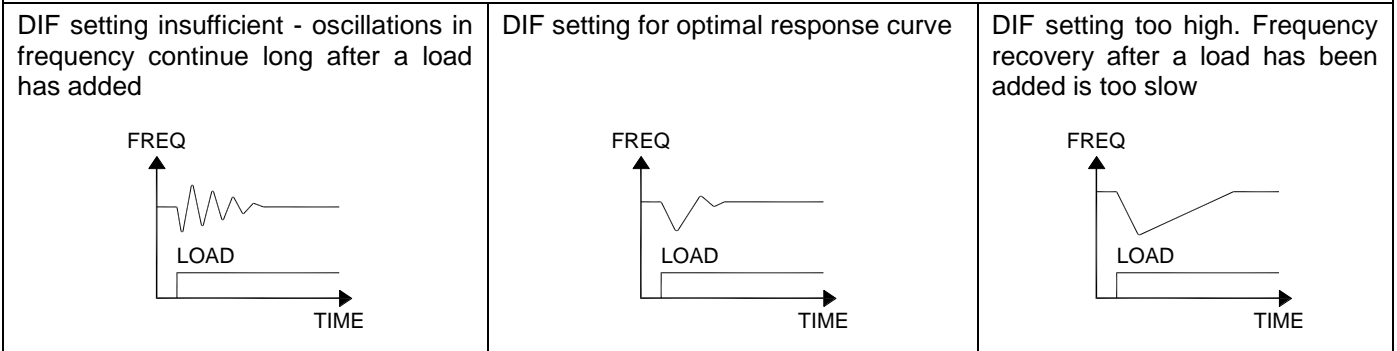 DIF setting insufficient - oscillations in
frequency continue long after a load
has added
FREQ
LOAD
TIME
DIF setting for optimal response curve
FREQ
LOAD
TIME
DIF setting too high. Frequency
recovery after a load has been
added is too slow
FREQ
LOAD
TIME